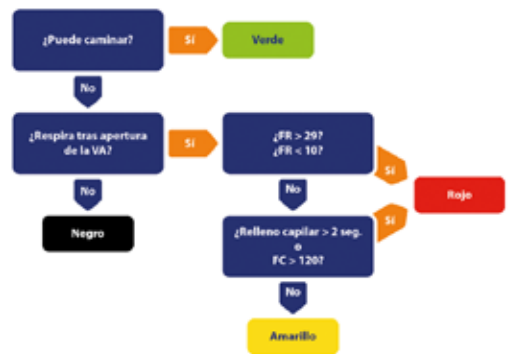 ¿Puede caminar?
Sí
Verde
No
¿Respira tras apertura
de la VA?
Sí
¿FR > 29?
¿FR < 10?
Sí
No
No
Rojo
Negro
¿Relleno capilar > 2 seg.
o
FC > 120?
Sí
No
Amarillo